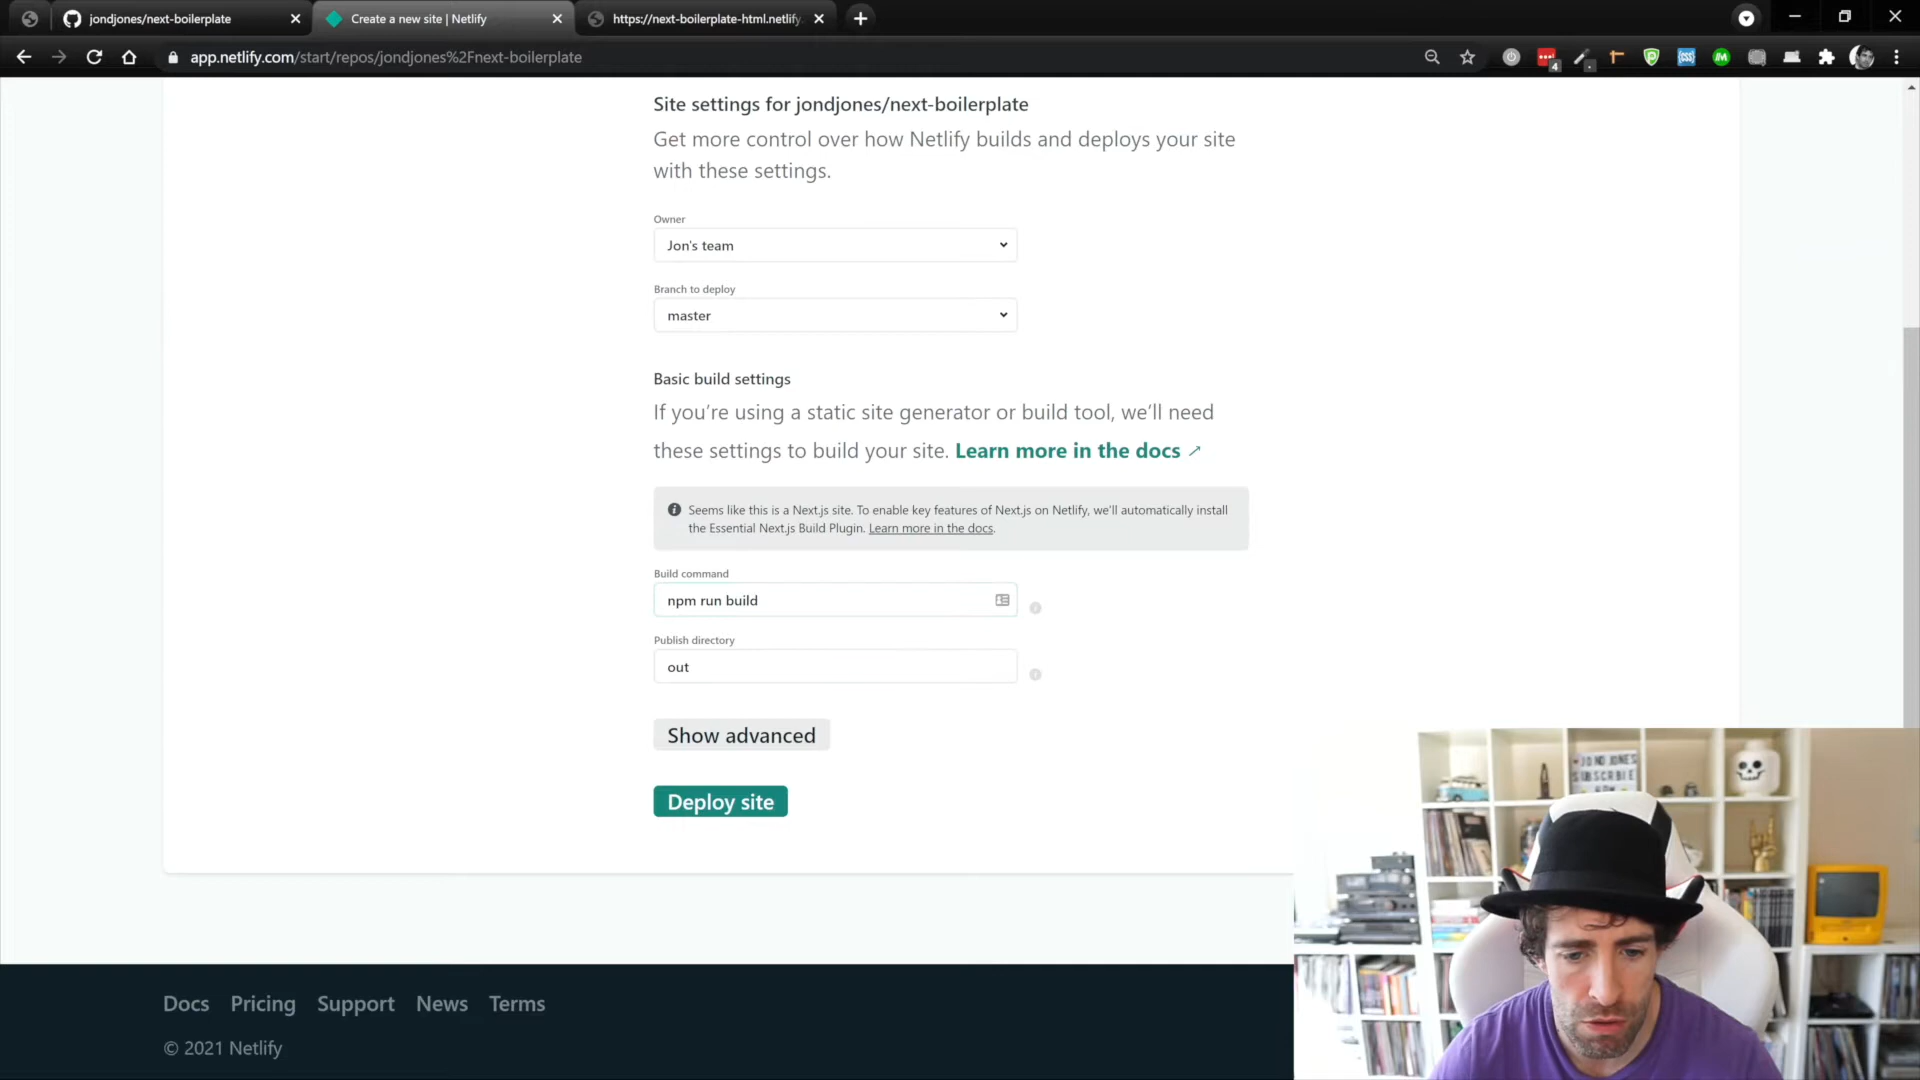 jondjones/next-boilerplate
Create a new site | Netlify
https://next-boilerplate-html.netlify.
app.netlify.com/start/repos/jondjones%2Fnext-boilerplate
4
Site settings for jondjones/next-boilerplate
Get more control over how Netlify builds and deploys your site
with these settings.
Owner
Jon's team
Branch to deploy
master
Basic build settings
If you’re using a static site generator or build tool, we’ll need
these settings to build your site. Learn more in the docs ↗
Seems like this is a Next.js site. To enable key features of Next.js on Netlify, we'll automatically install
the Essential Next.js Build Plugin. Learn more in the docs.
Build command
npm run build
Publish directory
out
Show advanced
Deploy site
JONDJONES
SUBSCRIBE
NOW
Docs Pricing Support News Terms
© 2021 Netlify